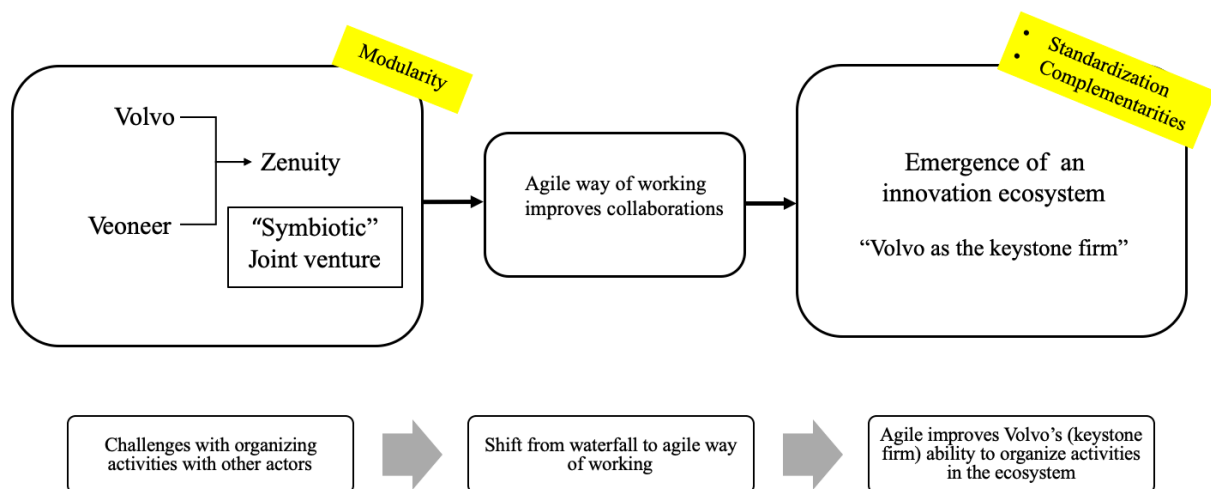 Modularity
Volvo
Zenuity
Veoneer
“Symbiotic”
Joint venture
Agile way of working
improves collaborations
• Standardization
• Complementarities
Emergence of an
innovation ecosystem
“Volvo as the keystone firm”
Challenges with organizing
activities with other actors
Shift from waterfall to agile way
of working
Agile improves Volvo’s (keystone
firm) ability to organize activities
in the ecosystem